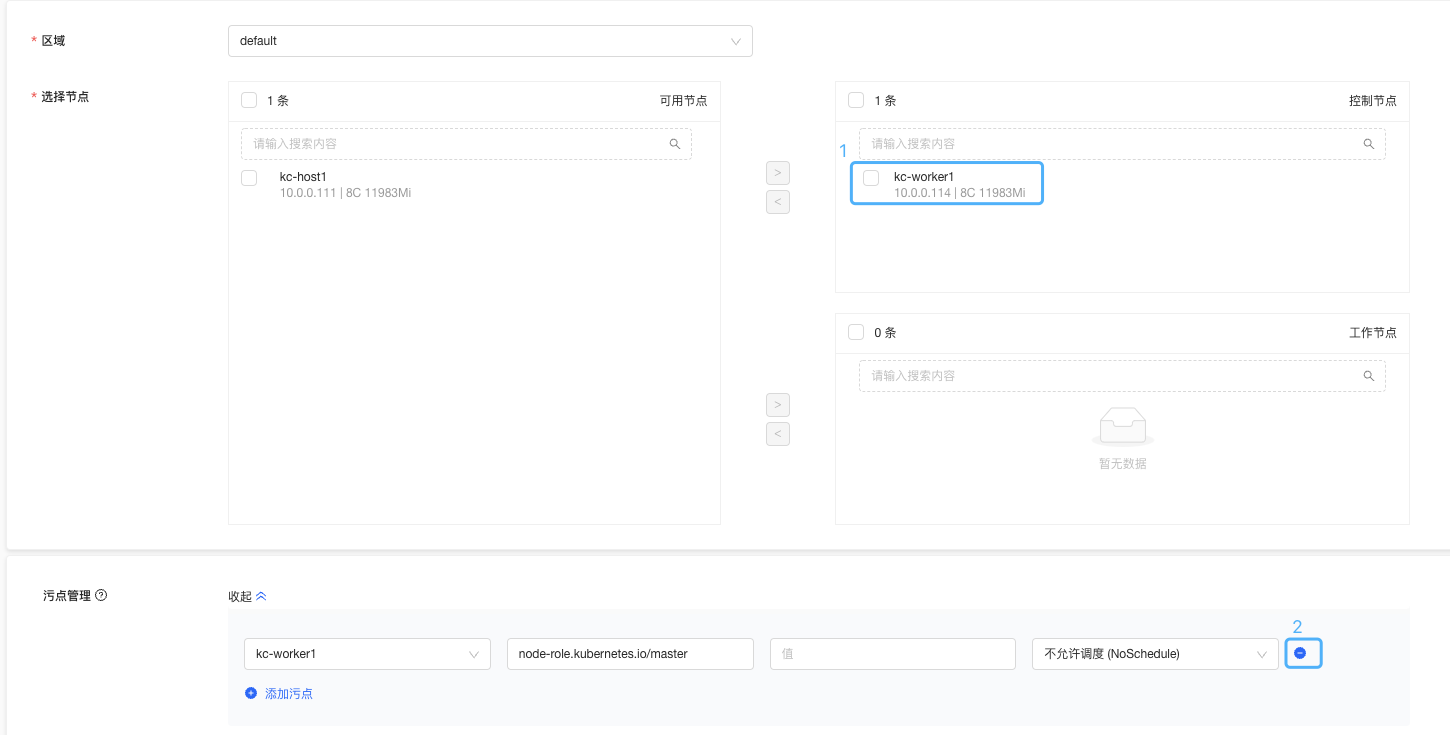 * 区域
default
* 选择节点
1 条
可用节点
请输入搜索内容
kc-host1
10.0.0.111 | 8C 11983Mi
>
<
1 条
控制节点
请输入搜索内容
1
kc-worker1
10.0.0.114 | 8C 11983Mi
0 条
工作节点
请输入搜索内容
>
<
暂无数据
污点管理 ?
收起
2
kc-worker1
node-role.kubernetes.io/master
值
不允许调度 (NoSchedule)
添加污点